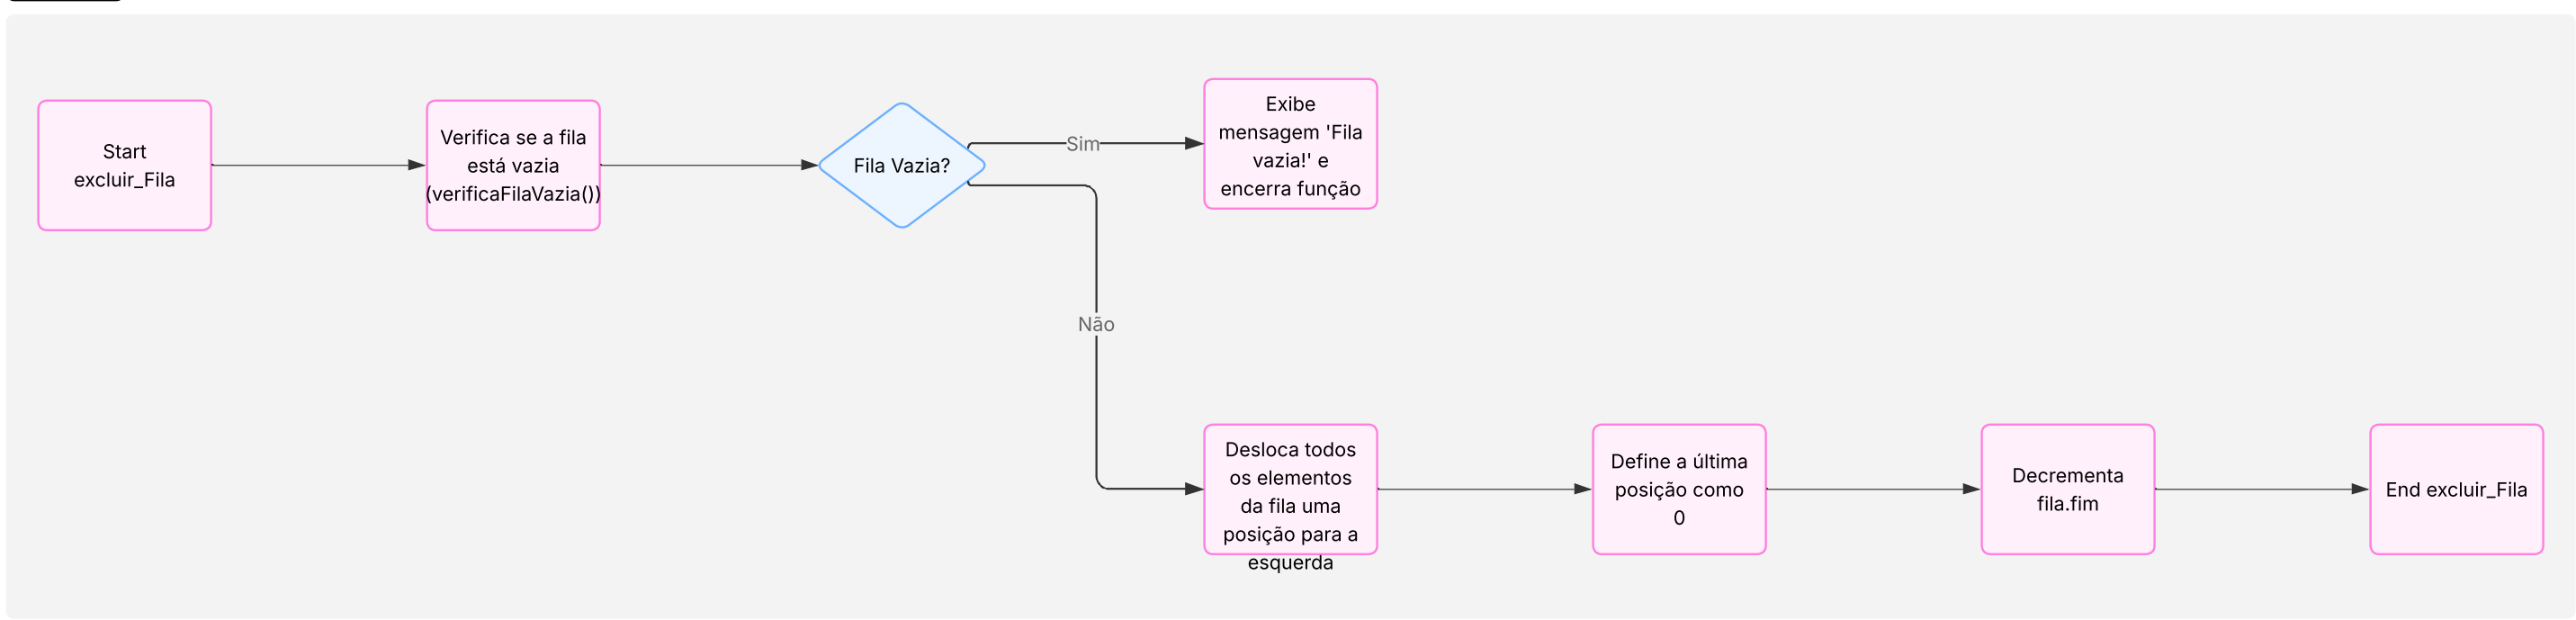 Start
excluir_Fila
Verifica se a fila
está vazia
(verificaFilaVazia())
Fila Vazia?
Sim
Exibe
mensagem 'Fila
vazia!' e
encerra função
Não
Desloca todos
os elementos
da fila uma
posição para a
esquerda
Define a última
posição como
0
Decrementa
fila.fim
End excluir_Fila